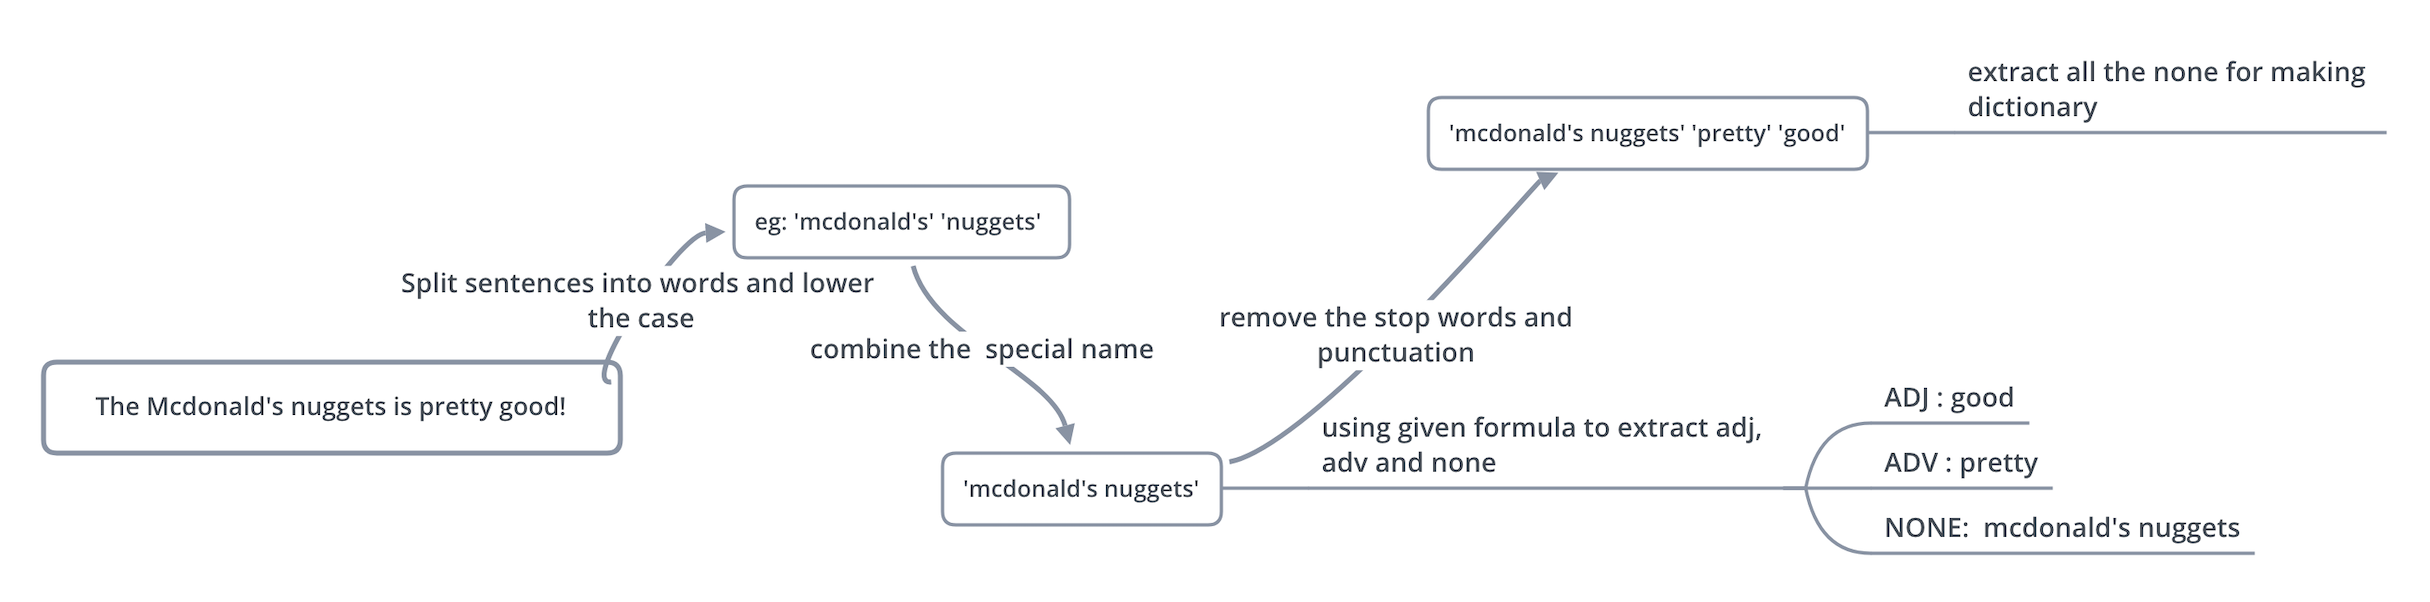 The Mcdonald's nuggets is pretty good!
Split sentences into words and lower
the case
eg: 'mcdonald's' 'nuggets'
combine the  special name
'mcdonald's nuggets'
remove the stop words and
punctuation
'mcdonald's nuggets' 'pretty' 'good'
extract all the none for making
dictionary
using given formula to extract adj,
adv and none
ADJ : good
ADV : pretty
NONE:  mcdonald's nuggets